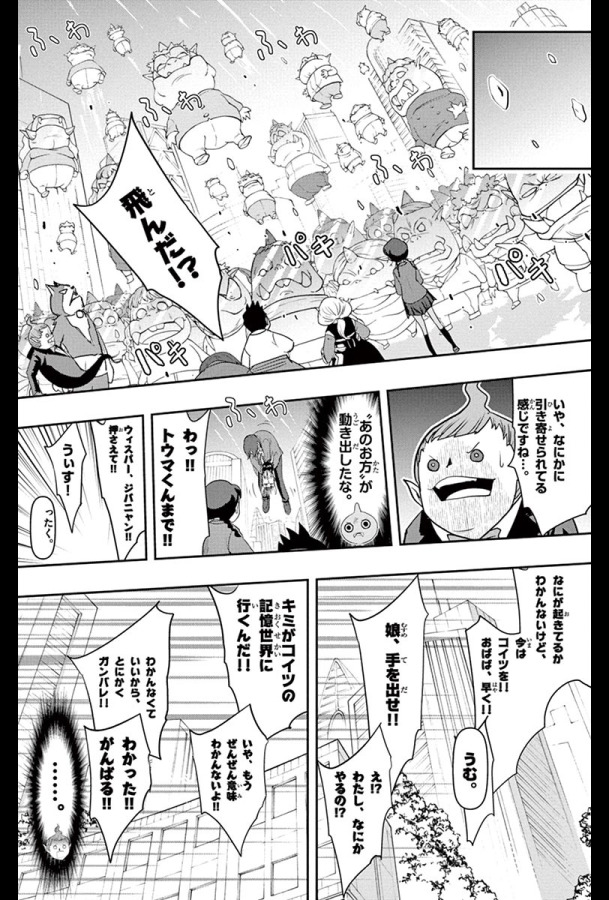 ふわ
ふわ
ふわ
飛んだ!?
パキ
パキ
パキ
いや、なにかに
引き寄せられてる
感じですね…。
〝あのお方〟が
動き出したな。
ふわ
わっ!!
トウマくんまで!!
ウィスパー、ジバニャン!!
押さえて!!
うぃす!
ったく。
なにが起きてるか
わかんないけど、
今は
コイツを!!
おばば、早く!!
うむ。
娘、手を出せ!!
え!?
わたし、なにか
やるの!?
キミがコイツの
記憶世界に
行くんだ!!
いや、もう
ぜんぜん意味
わかんないよ!!
わかんなくて
いいから、
とにかく
ガンバレ!!
わかった!!
がんばる!!
……。